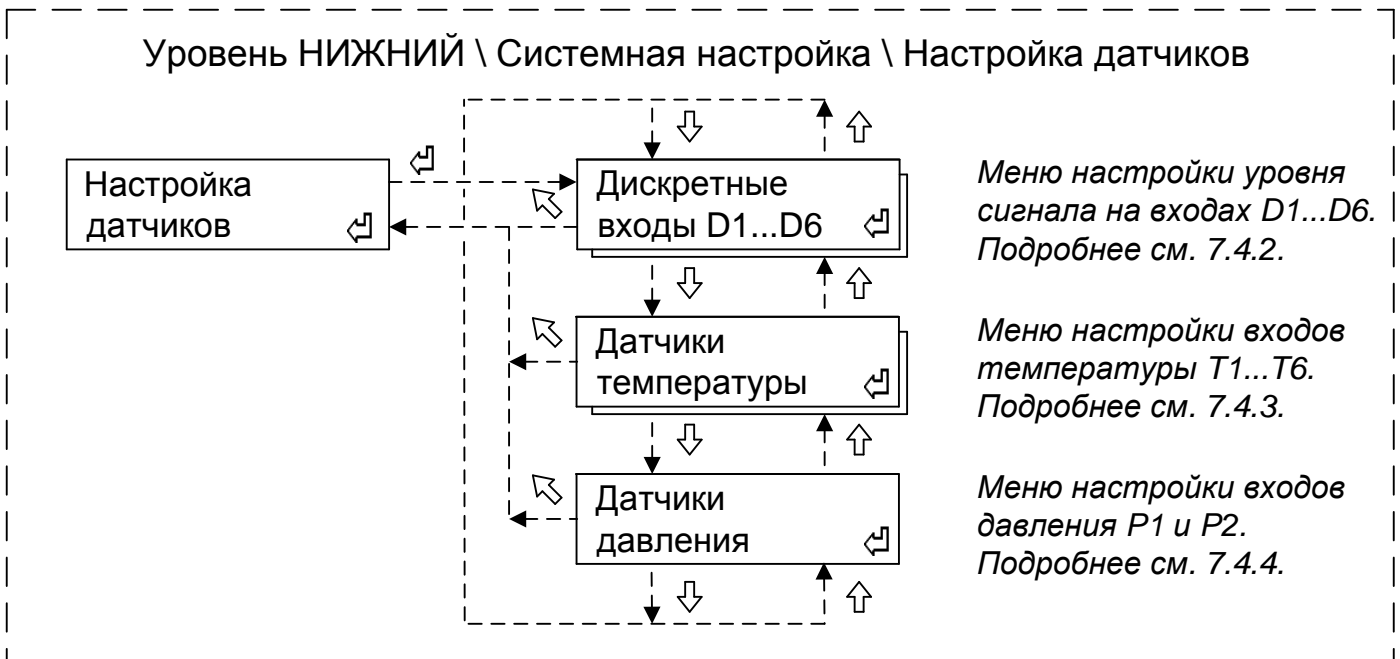 Уровень НИЖНИЙ \ Системная настройка \ Настройка датчиков
Настройка
датчиков
Дискретные
входы D1...D6
Меню настройки уровня
сигнала на входах D1...D6.
Подробнее см. 7.4.2.
Датчики
температуры
Меню настройки входов
температуры T1...T6.
Подробнее см. 7.4.3.
Датчики
давления
Меню настройки входов
давления P1 и P2.
Подробнее см. 7.4.4.